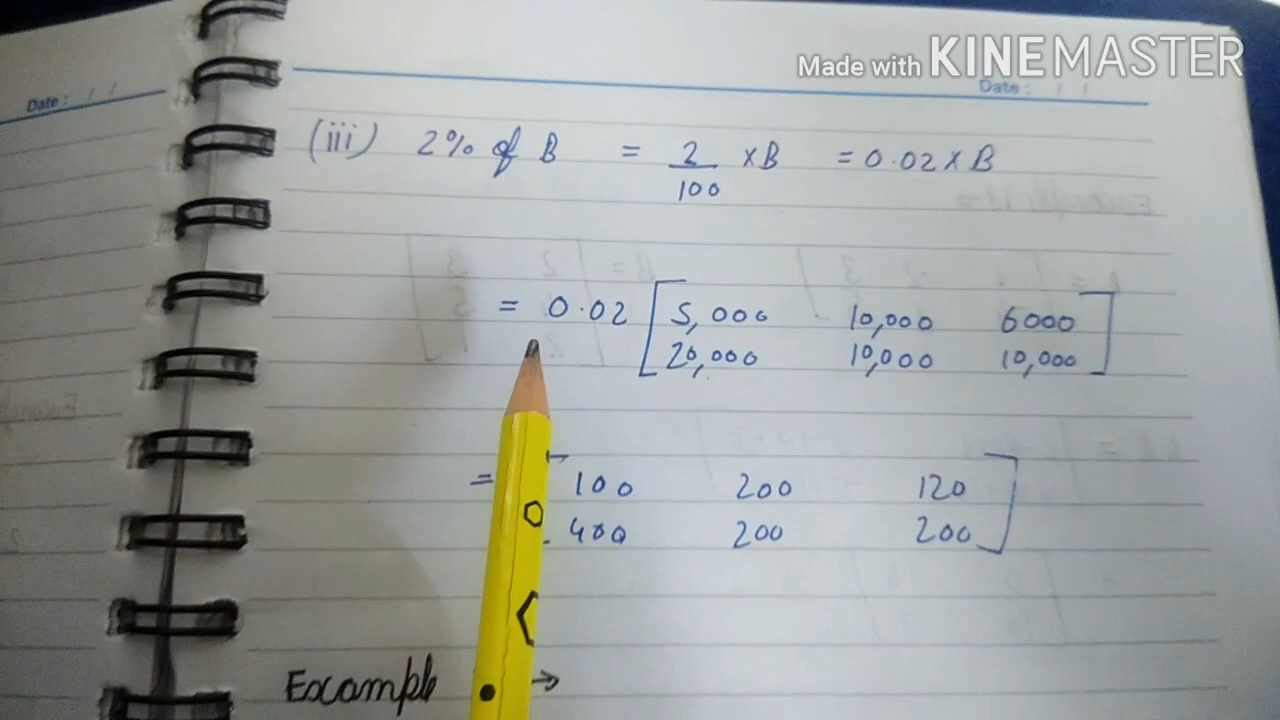 Made with KINEMASTER
Date :
Date :
(iii) 2% of B = 2/100 × B = 0.02 × B
= 0.02 [ 5,000 10,000 6000
20,000 10,000 10,000 ]
= 100 200 120
400 200 200 ]
Example →